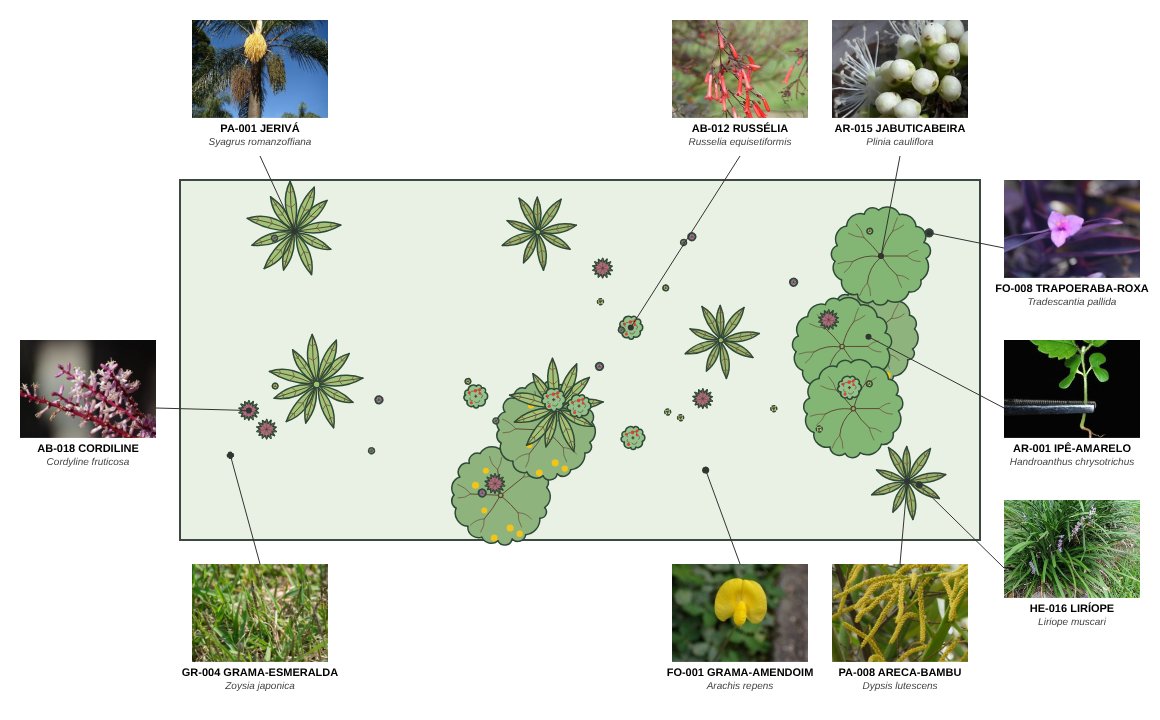 PA-001 JERIVÁ
Syagrus romanzoffiana
AB-012 RUSSÉLIA
Russelia equisetiformis
AR-015 JABUTICABEIRA
Plinia cauliflora
FO-008 TRAPOERABA-ROXA
Tradescantia pallida
AB-018 CORDILINE
Cordyline fruticosa
AR-001 IPÊ-AMARELO
Handroanthus chrysotrichus
HE-016 LIRÍOPE
Liriope muscari
GR-004 GRAMA-ESMERALDA
Zoysia japonica
FO-001 GRAMA-AMENDOIM
Arachis repens
PA-008 ARECA-BAMBU
Dypsis lutescens